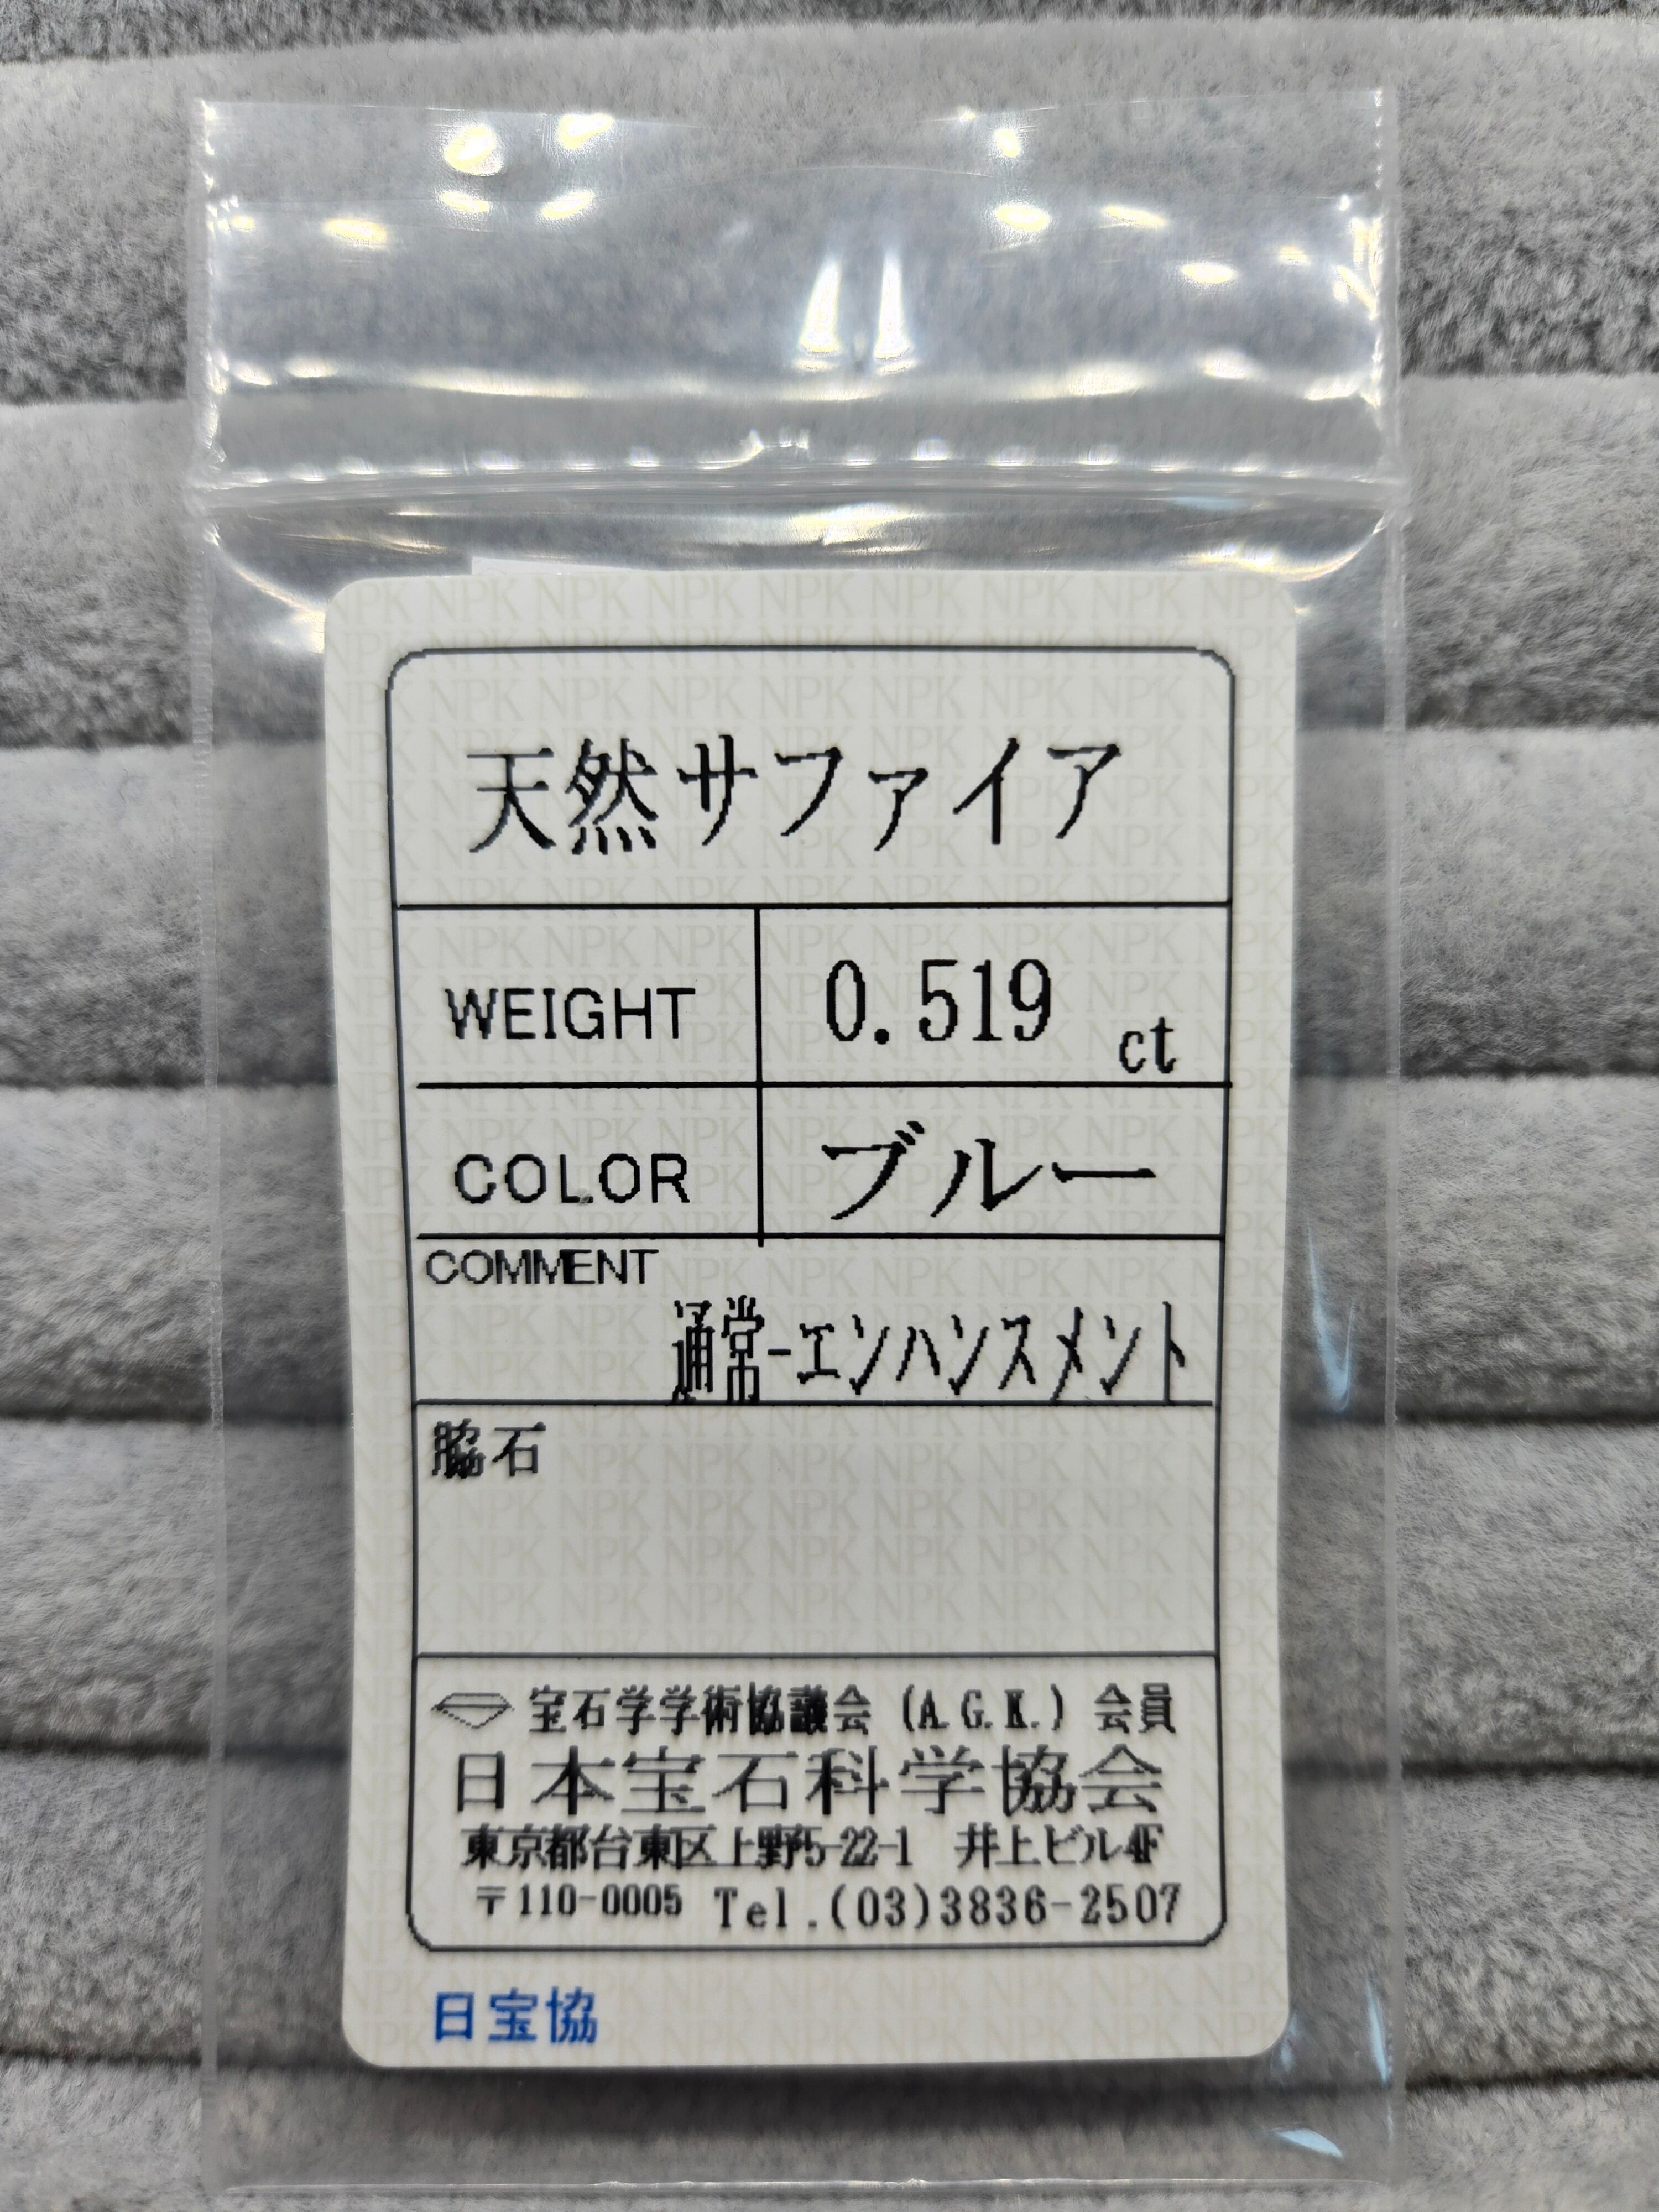 天然サファイア
WEIGHT 0.519 ct
COLOR ブルー
COMMENT
通常-エンハンスメント
脇石
宝石学学術協議会 (A.G.K.) 会員
日本宝石科学協会
東京都台東区上野5-22-1 井上ビル4F
〒110-0005 Tel.(03)3836-2507
日宝協